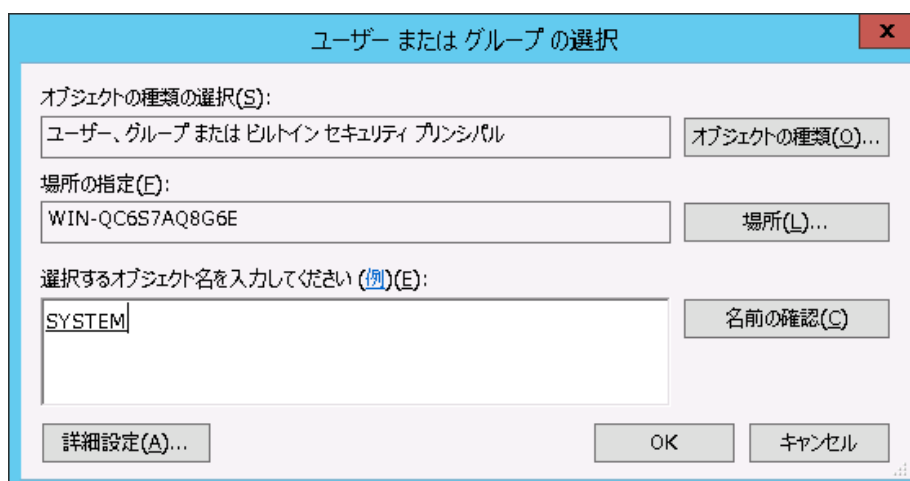 ユーザー または グループ の選択
x
オブジェクトの種類の選択(S):
ユーザー、グループ または ビルトイン セキュリティ プリンシパル
オブジェクトの種類(O)...
場所の指定(F):
WIN-QC6S7AQ8G6E
場所(L)...
選択するオブジェクト名を入力してください (例)(E):
SYSTEM
名前の確認(C)
詳細設定(A)...
OK
キャンセル